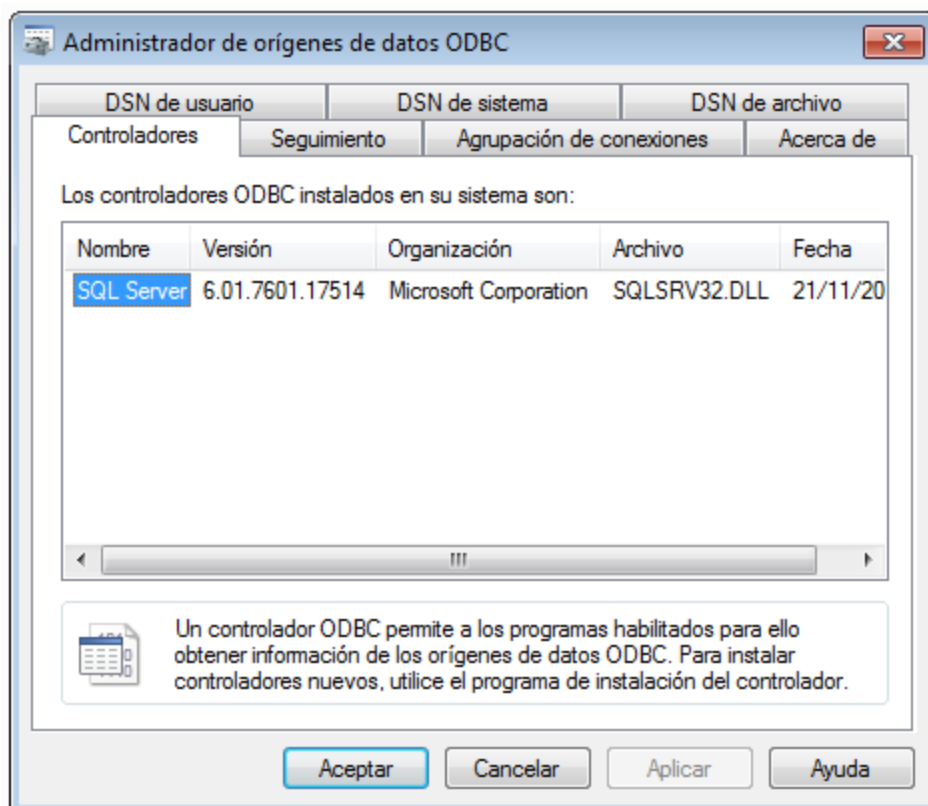 Administrador de orígenes de datos ODBC
DSN de usuario DSN de sistema DSN de archivo
Controladores Seguimiento Agrupación de conexiones Acerca de
Los controladores ODBC instalados en su sistema son:
Nombre Versión Organización Archivo Fecha
SQL Server 6.01.7601.17514 Microsoft Corporation SQLSRV32.DLL 21/11/20
Un controlador ODBC permite a los programas habilitados para ello
obtener información de los orígenes de datos ODBC. Para instalar
controladores nuevos, utilice el programa de instalación del controlador.
Aceptar Cancelar Aplicar Ayuda